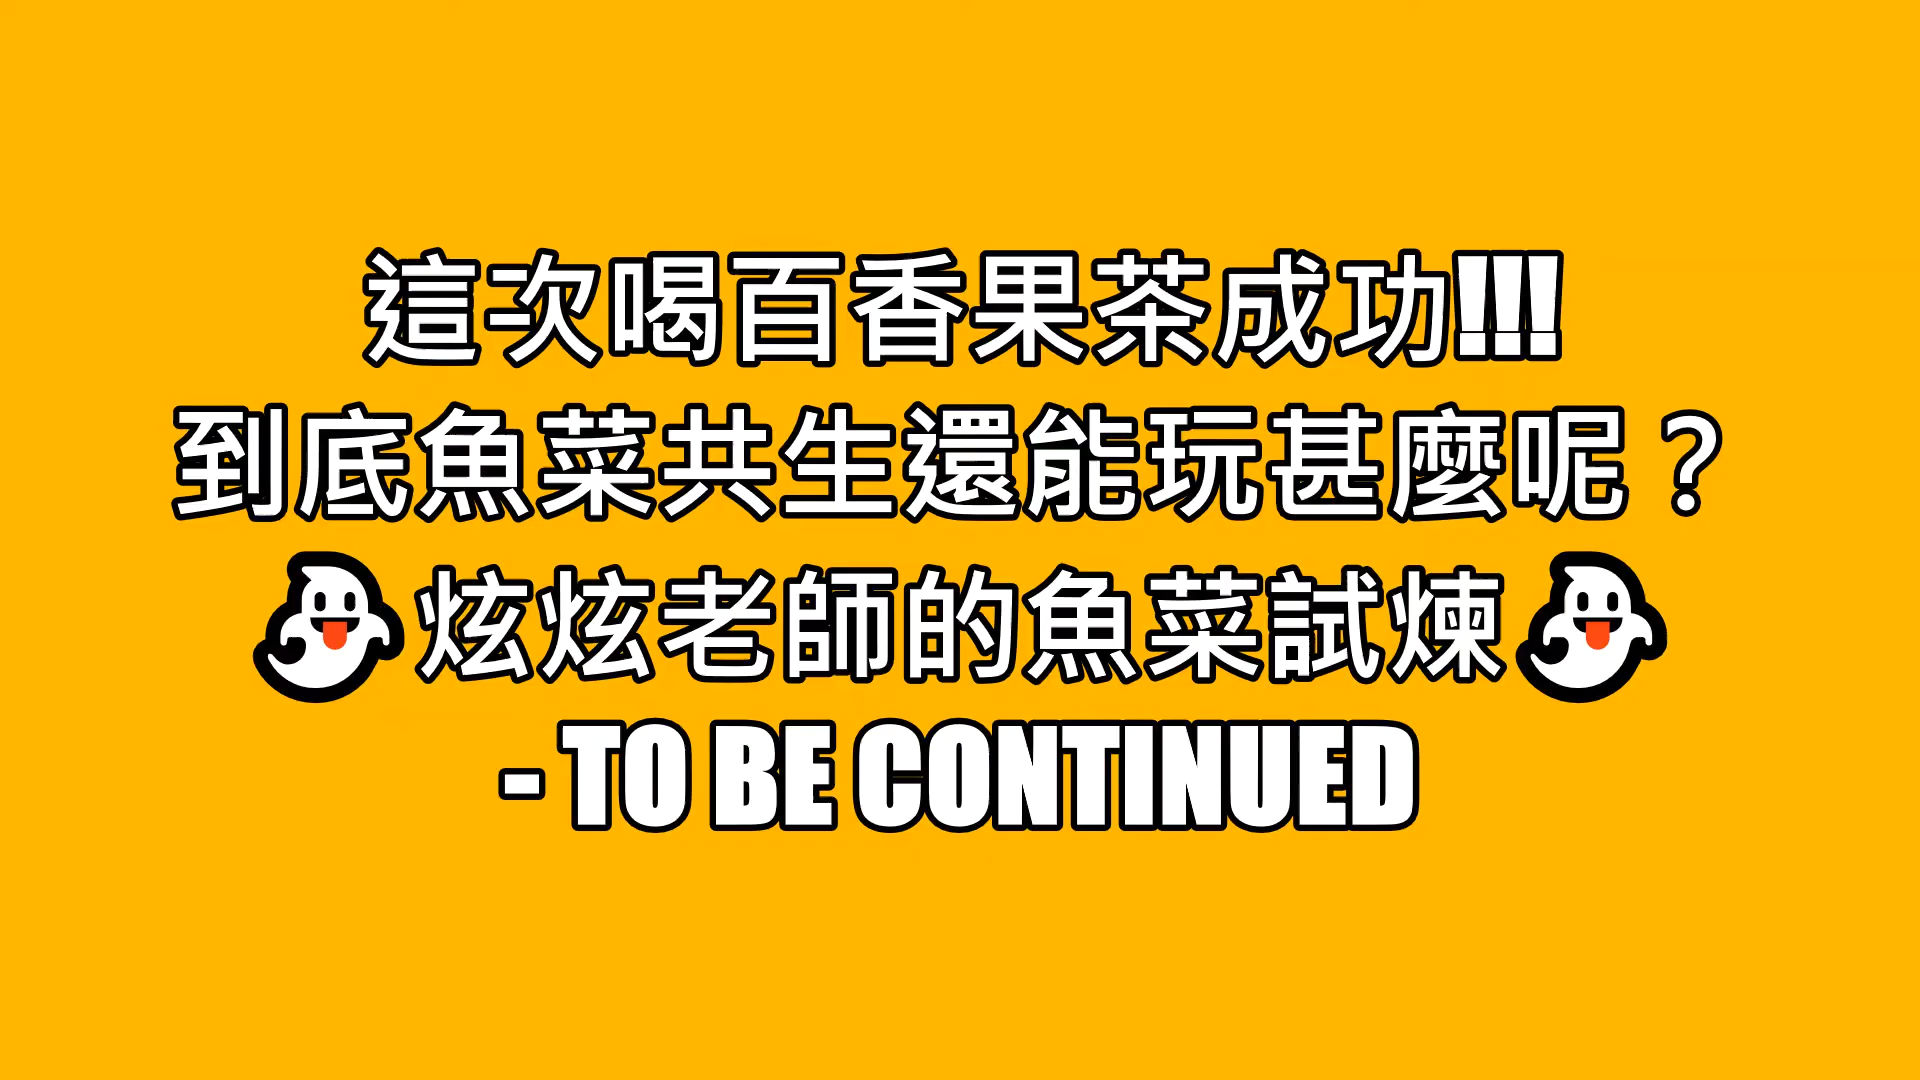 這次喝百香果茶成功!!!
到底魚菜共生還能玩甚麼呢？
👻炫炫老師的魚菜試煉👻
- TO BE CONTINUED